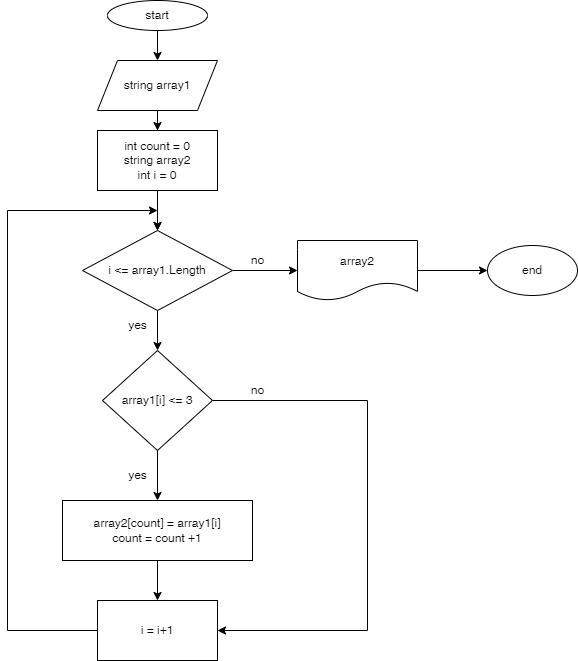 start
string array1
int count = 0
string array2
int i = 0
i <= array1.Length
no
array2
end
yes
array1[i] <= 3
no
yes
array2[count] = array1[i]
count = count +1
i = i+1